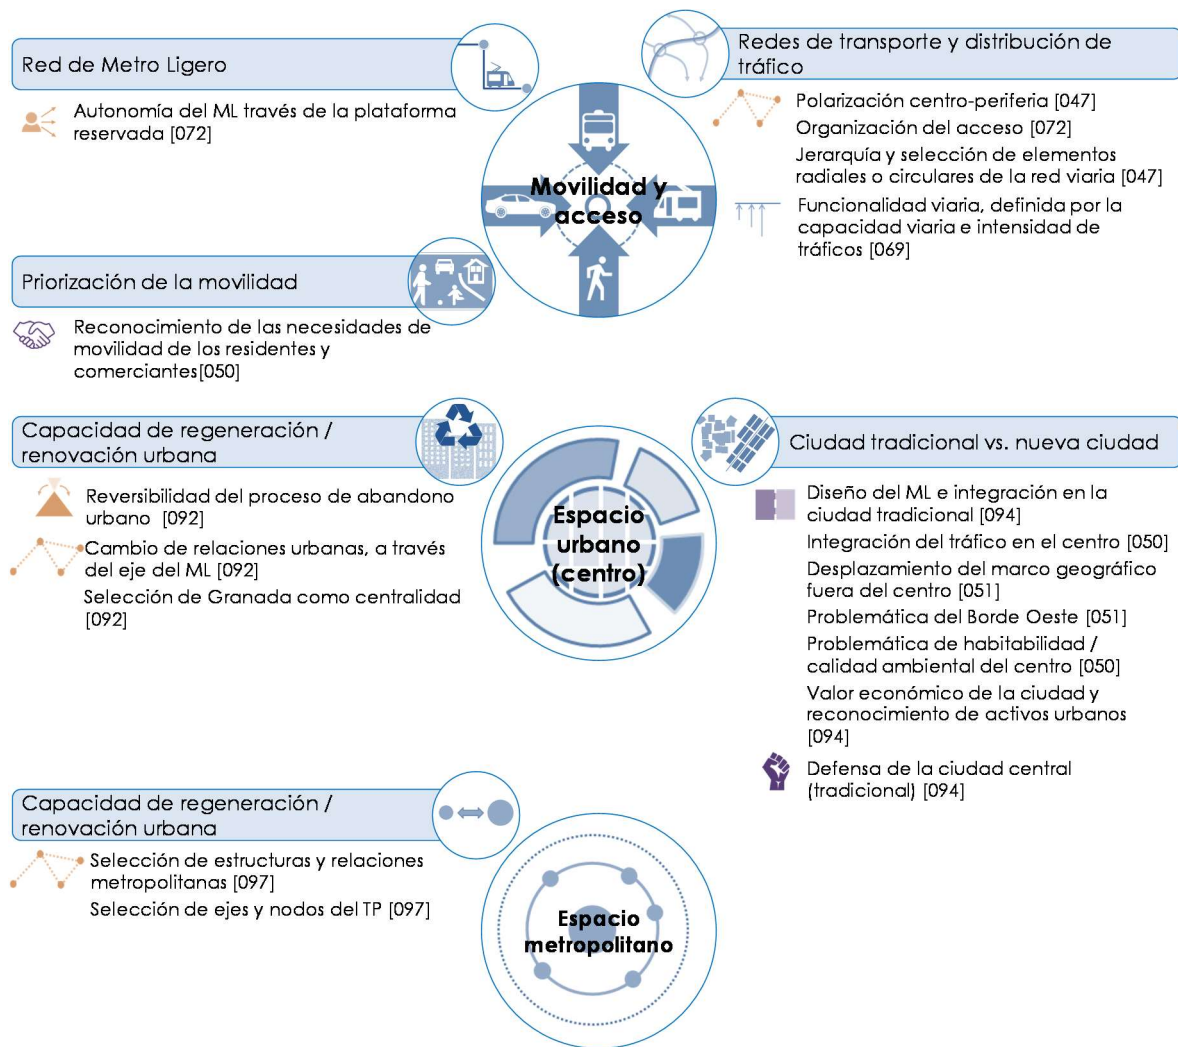 Red de Metro Ligero
Autonomía del ML través de la plataforma
reservada [072]
Redes de transporte y distribución de
tráfico
Polarización centro-periferia [047]
Organización del acceso [072]
Jerarquía y selección de elementos
radiales o circulares de la red viaria [047]
Funcionalidad viaria, definida por la
capacidad viaria e intensidad de
tráficos [069]
Movilidad y
acceso
Priorización de la movilidad
Reconocimiento de las necesidades de
movilidad de los residentes y
comerciantes[050]
Capacidad de regeneración /
renovación urbana
Reversibilidad del proceso de abandono
urbano [092]
Cambio de relaciones urbanas, a través
del eje del ML [092]
Selección de Granada como centralidad
[092]
Espacio
urbano
(centro)
Ciudad tradicional vs. nueva ciudad
Diseño del ML e integración en la
ciudad tradicional [094]
Integración del tráfico en el centro [050]
Desplazamiento del marco geográfico
fuera del centro [051]
Problemática del Borde Oeste [051]
Problemática de habitabilidad /
calidad ambiental del centro [050]
Valor económico de la ciudad y
reconocimiento de activos urbanos
[094]
Defensa de la ciudad central
(tradicional) [094]
Capacidad de regeneración /
renovación urbana
Selección de estructuras y relaciones
metropolitanas [097]
Selección de ejes y nodos del TP [097]
Espacio
metropolitano